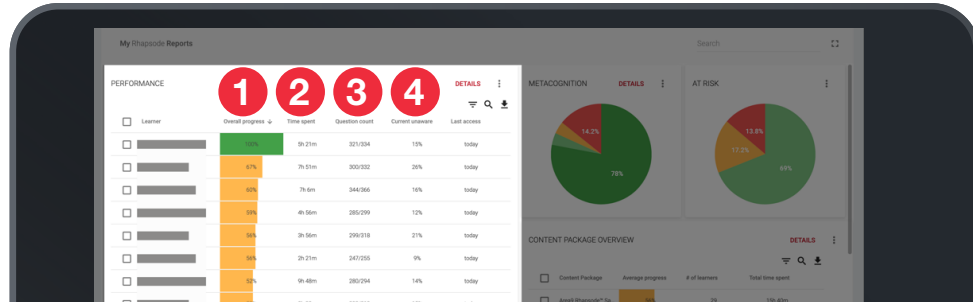 My Rhapsode Reports
Search
PERFORMANCE
1 2 3 4
DETAILS
Learner Overall progress Time spent Question count Current unaware Last access
100% 5h 21m 321/334 15% today
67% 7h 51m 300/332 26% today
60% 7h 6m 344/366 16% today
59% 4h 56m 285/299 12% today
56% 3h 56m 299/318 21% today
56% 2h 21m 247/255 9% today
52% 9h 48m 280/294 14% today
METACOGNITION DETAILS
14.2%
78%
AT RISK
13.8%
17.2%
69%
CONTENT PACKAGE OVERVIEW DETAILS
Content Package Average progress # of learners Total time spent